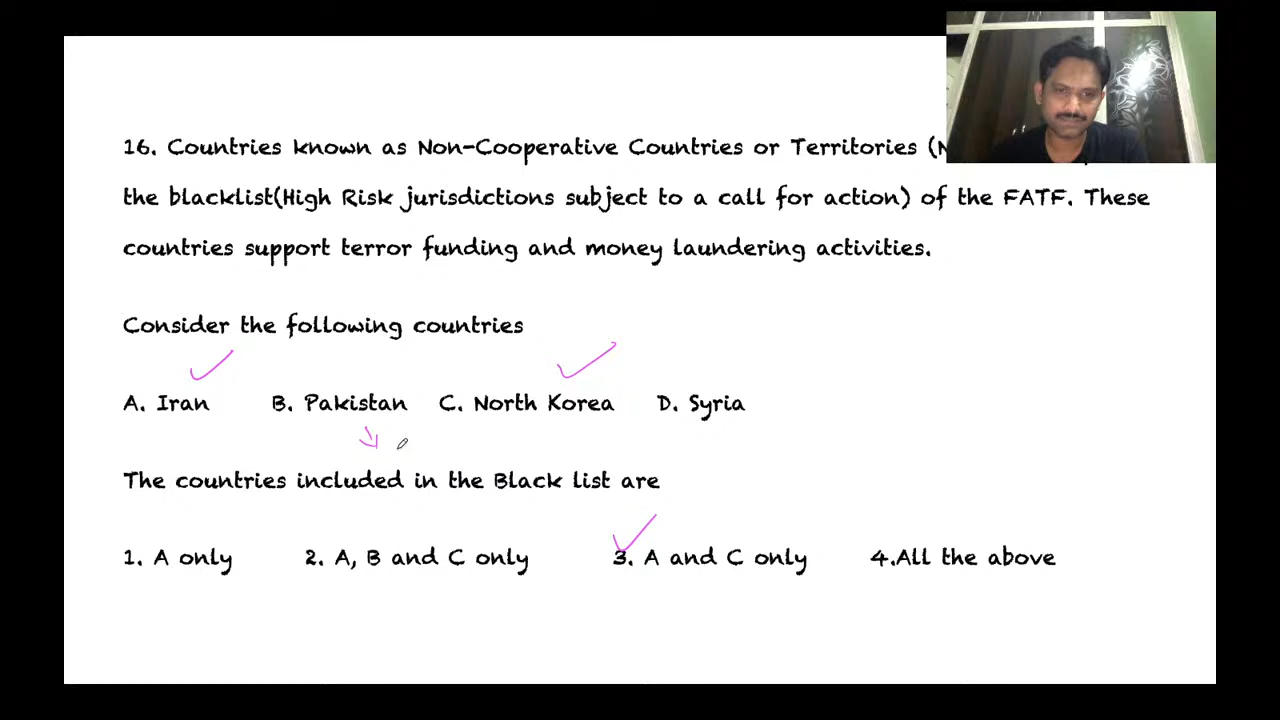 16. Countries known as Non-Cooperative Countries or Territories
the blacklist(High Risk jurisdictions subject to a call for action) of the FATF. These
countries support terror funding and money laundering activities.
Consider the following countries
A. Iran B. Pakistan C. North Korea D. Syria
The countries included in the Black list are
1. A only 2. A, B and C only 3. A and C only 4.All the above